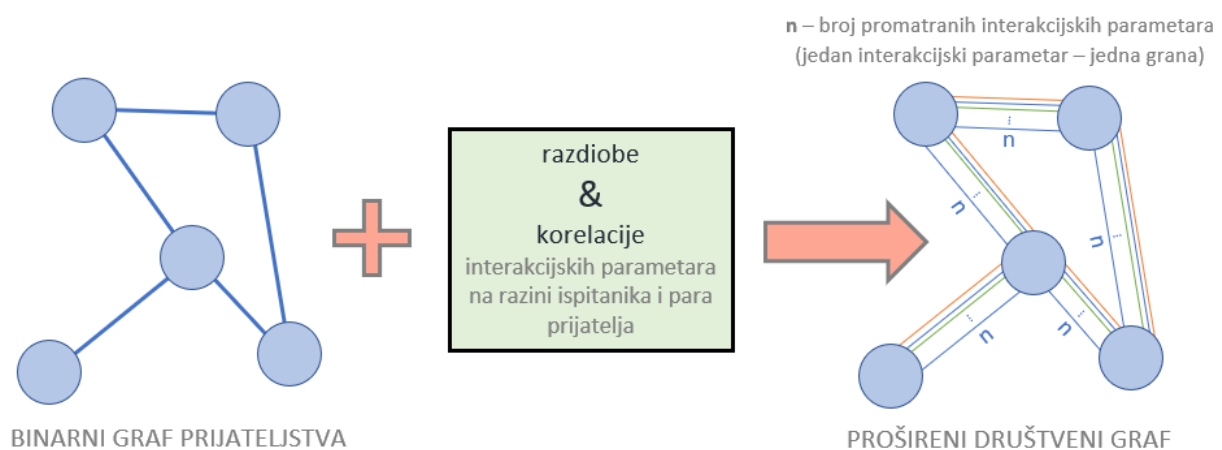 n – broj promatranih interakcijskih parametara
(jedan interakcijski parametar – jedna grana)
razdiobe
&
korelacije
interakcijskih parametara
na razini ispitanika i para
prijatelja
n
n
n
n
n
BINARNI GRAF PRIJATELJSTVA
PROŠIRENI DRUŠTVENI GRAF